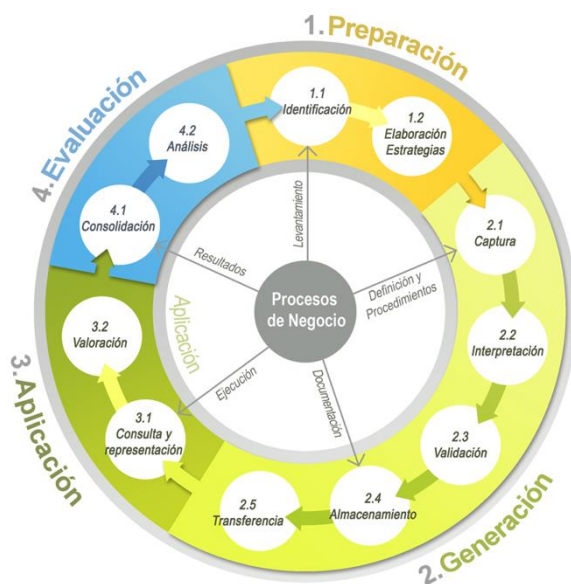 1. Preparación
1.1
Identificación
1.2
Elaboración
Estrategias
2.1
Captura
2.2
Interpretación
2.3
Validación
2.4
Almacenamiento
2.5
Transferencia
2. Generación
3.1
Consulta y
representación
3.2
Valoración
3. Aplicación
4.1
Consolidación
4.2
Análisis
4. Evaluación
Procesos
de Negocio
Levantamiento
Definición y
Procedimientos
Documentación
Ejecución
Resultados
Aplicación